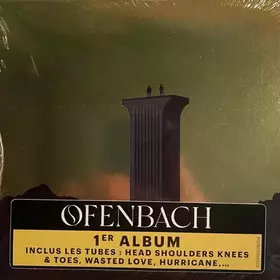 OFENBACH
1ER ALBUM
INCLUS LES TUBES : HEAD SHOULDERS KNEES
& TOES, WASTED LOVE, HURRICANE,...